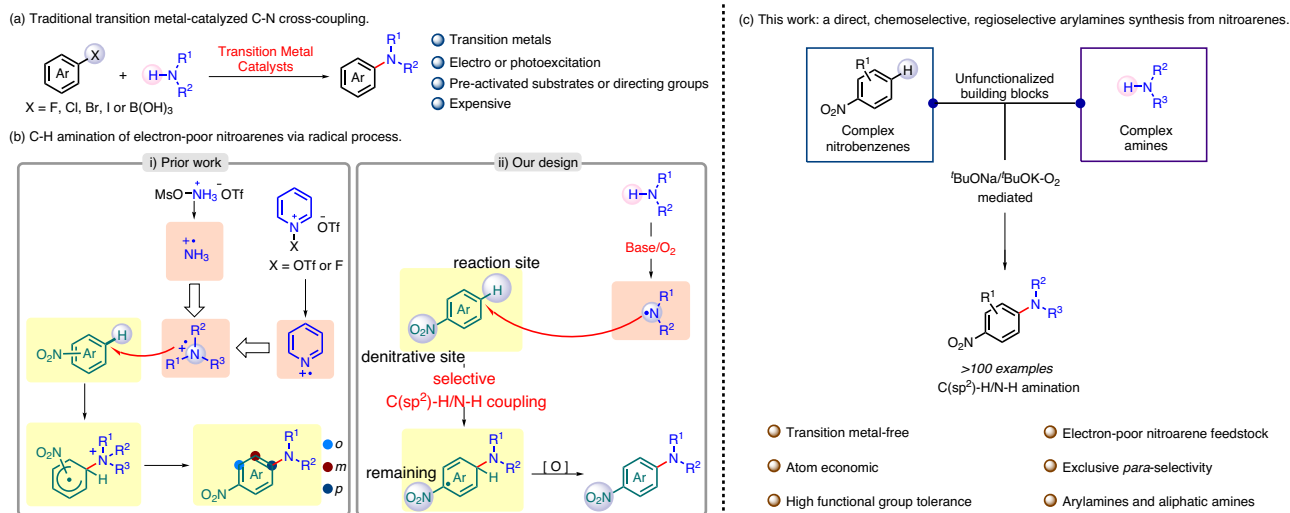 (a) Traditional transition metal-catalyzed C-N cross-coupling.
X
Ar
+
H-N
R¹
R²
Transition Metal
Catalysts
Ar
N
R¹
R²
X = F, Cl, Br, I or B(OH)₃
Transition metals
Electro or photoexcitation
Pre-activated substrates or directing groups
Expensive
(b) C-H amination of electron-poor nitroarenes via radical process.
i) Prior work
MsO-NH₃ + − OTf
+•
NH₃
N
+
X
−
OTf
X = OTf or F
O₂N
Ar
H
R²
+•
R¹ N R³
N
+•
NO₂
+
N
R¹
R²
R³
H
•
O₂N
Ar
N
R¹
R²
o
m
p
ii) Our design
H-N
R¹
R²
Base/O₂
reaction site
H
Ar
O₂N
•N
R¹
R²
denitrative site
selective
C(sp²)-H/N-H coupling
remaining
O₂N
Ar
•
H
N
R¹
R²
[ O ]
O₂N
Ar
N
R¹
R²
(c) This work: a direct, chemoselective, regioselective arylamines synthesis from nitroarenes.
R¹
H
O₂N
Complex
nitrobenzenes
Unfunctionalized
building blocks
H-N
R²
R³
Complex
amines
ᵗBuONa/ᵗBuOK-O₂
mediated
R¹
O₂N
N
R²
R³
>100 examples
C(sp²)-H/N-H amination
Transition metal-free
Electron-poor nitroarene feedstock
Atom economic
Exclusive para-selectivity
High functional group tolerance
Arylamines and aliphatic amines